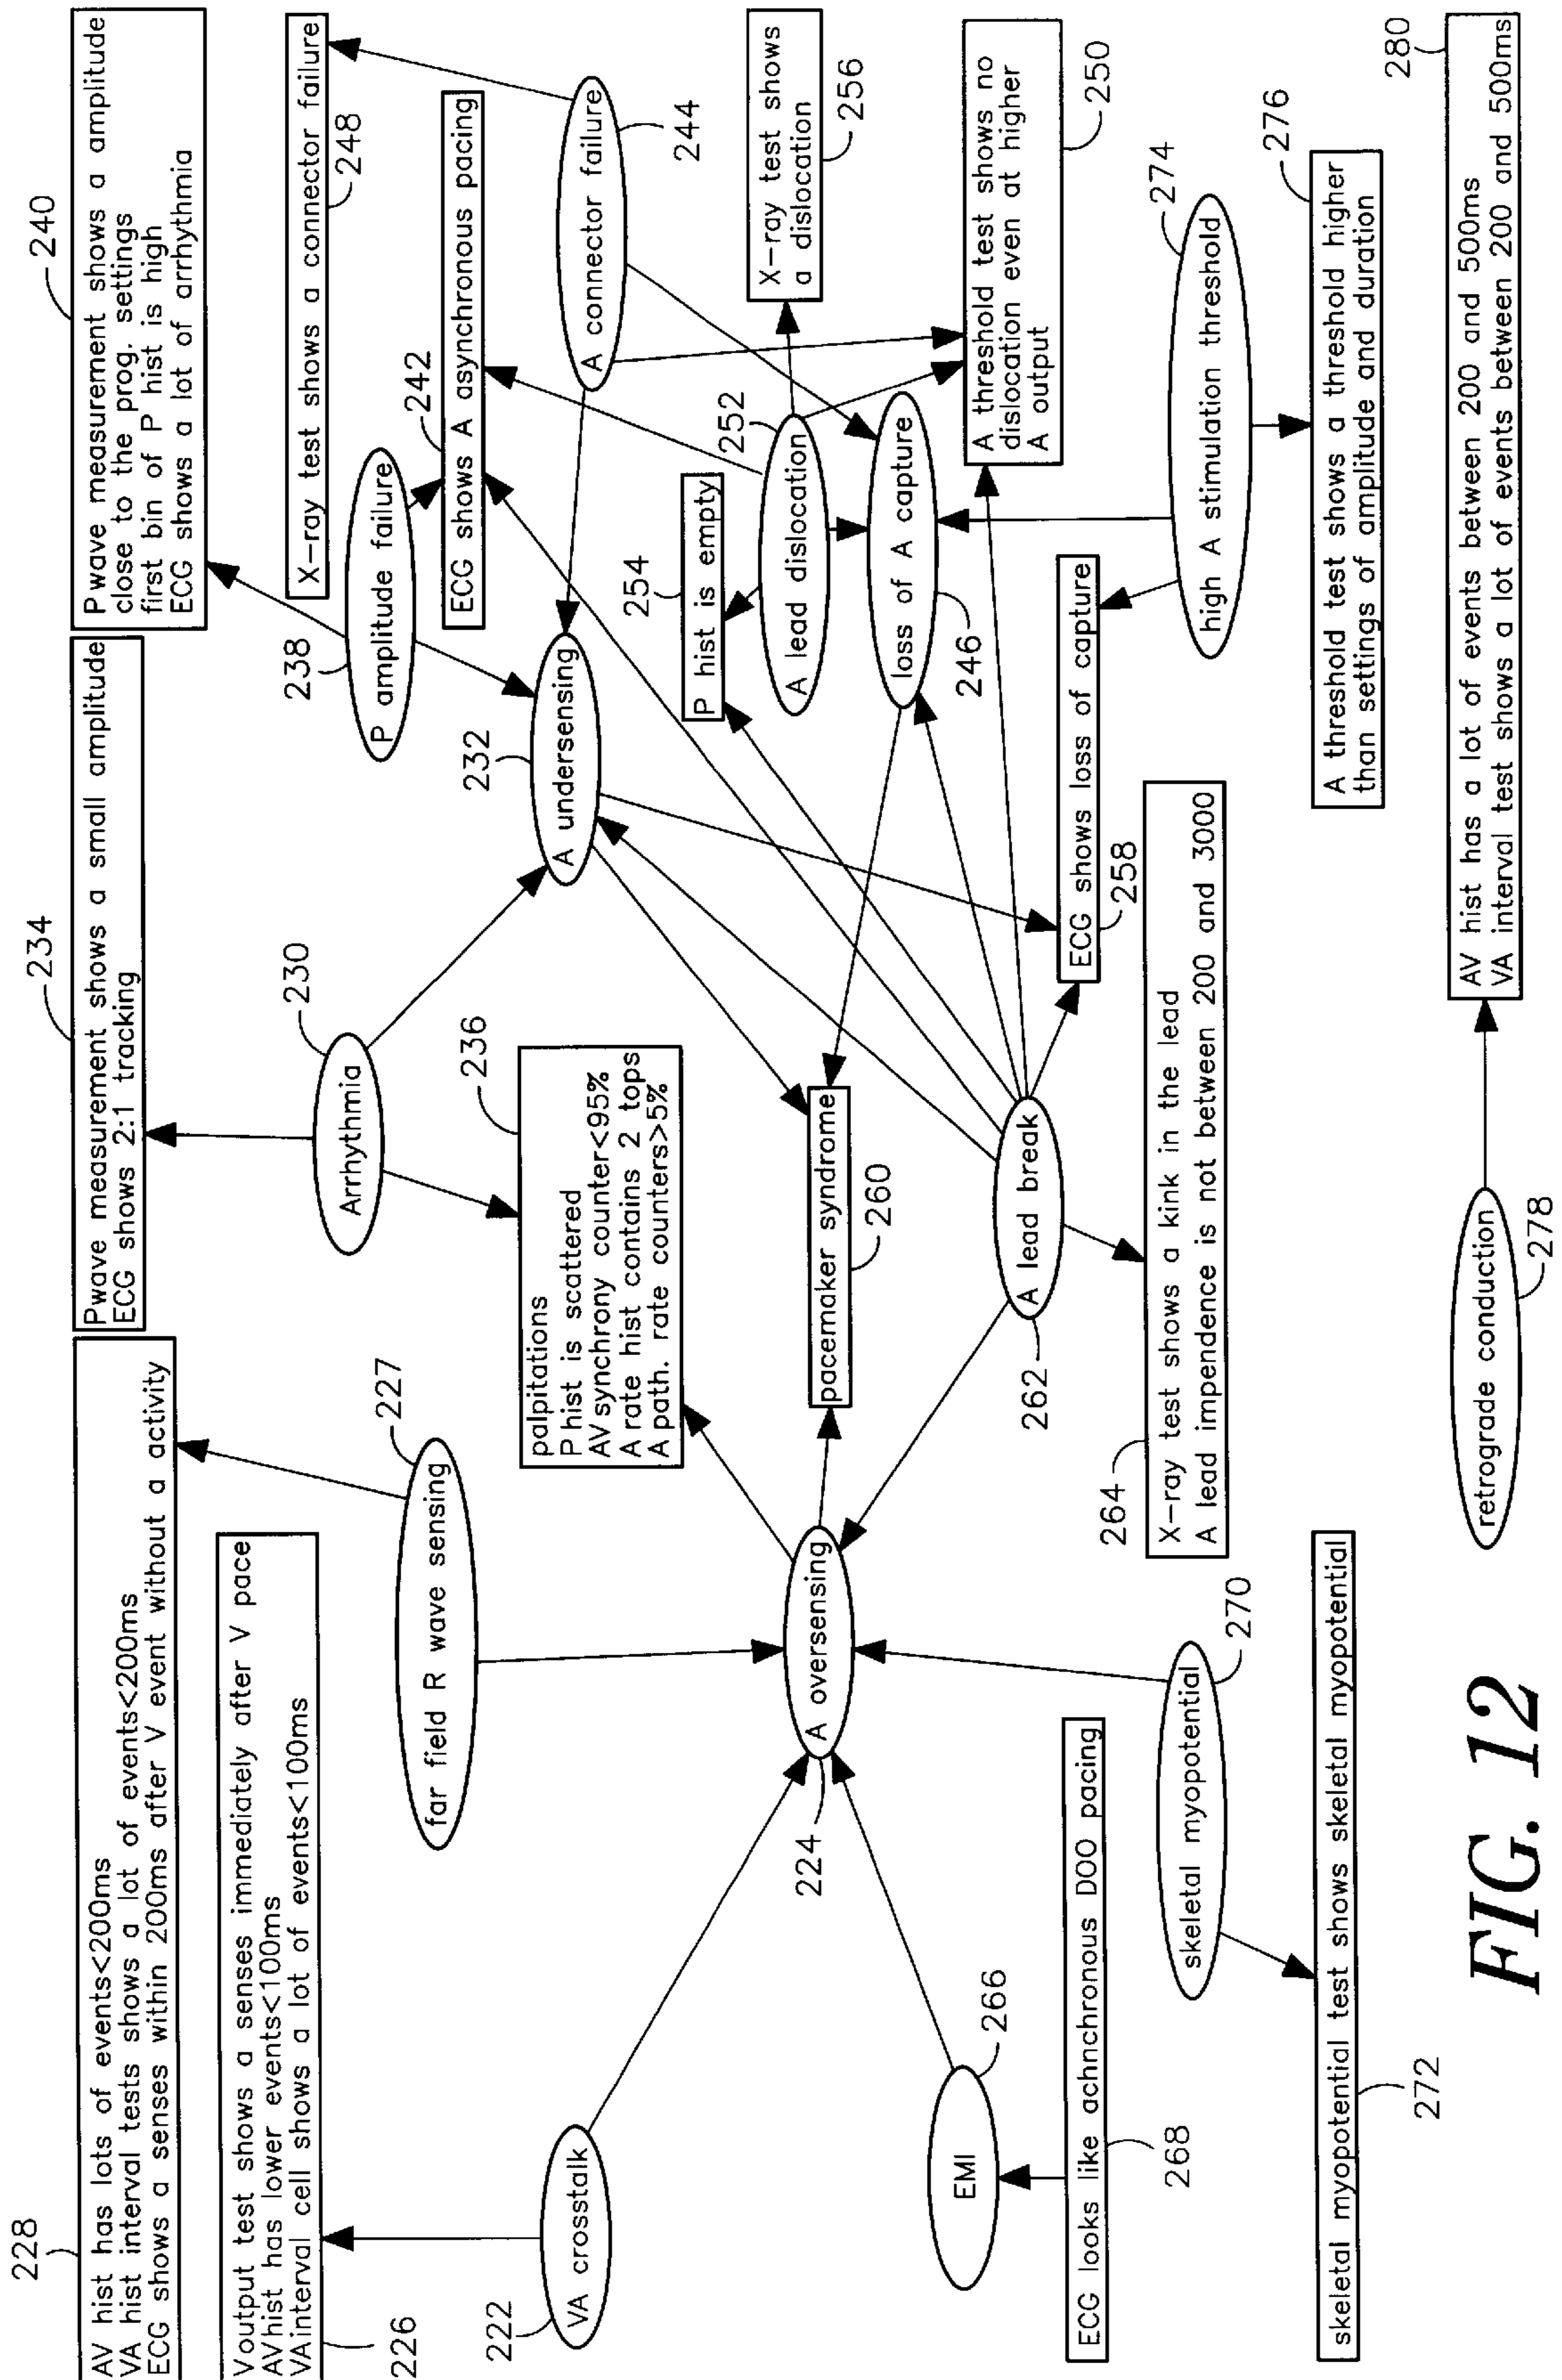 228
AV hist has lots of events<200ms
VA hist interval tests shows a lot of events<200ms
ECG shows a senses within 200ms after V event without a activity
234
Pwave measurement shows a small amplitude
ECG shows 2:1 tracking
240
Pwave measurement shows a amplitude
close to the prog. settings
first bin of P hist is high
ECG shows a lot of arrhythmia
Voutput test shows a senses immediately after V pace
AVhist has lower events<100ms
VAinterval cell shows a lot of events<100ms
226
227
far field R wave sensing
230
Arrhythmia
238
P amplitude failure
X-ray test shows a connector failure
248
242
ECG shows A asynchronous pacing
236
palpitations
P hist is scattered
AV synchrony counter<95%
A rate hist contains 2 tops
A path. rate counters>5%
222
VA crosstalk
232
A undersensing
A connector failure
244
254
P hist is empty
252
A lead dislocation
X-ray test shows
a dislocation
256
A oversensing
224
pacemaker syndrome
260
loss of A capture
246
A threshold test shows no
dislocation even at higher
A output
250
EMI
266
A lead break
262
ECG shows loss of capture
258
ECG looks like achnchronous DOO pacing
268
264
X-ray test shows a kink in the lead
A lead impendence is not between 200 and 3000
high A stimulation threshold
274
skeletal myopotential
270
A threshold test shows a threshold higher
than settings of amplitude and duration
276
skeletal myopotential test shows skeletal myopotential
272
retrograde conduction
278
AV hist has a lot of events between 200 and 500ms
VA interval test shows a lot of events between 200 and 500ms
280
FIG. 12